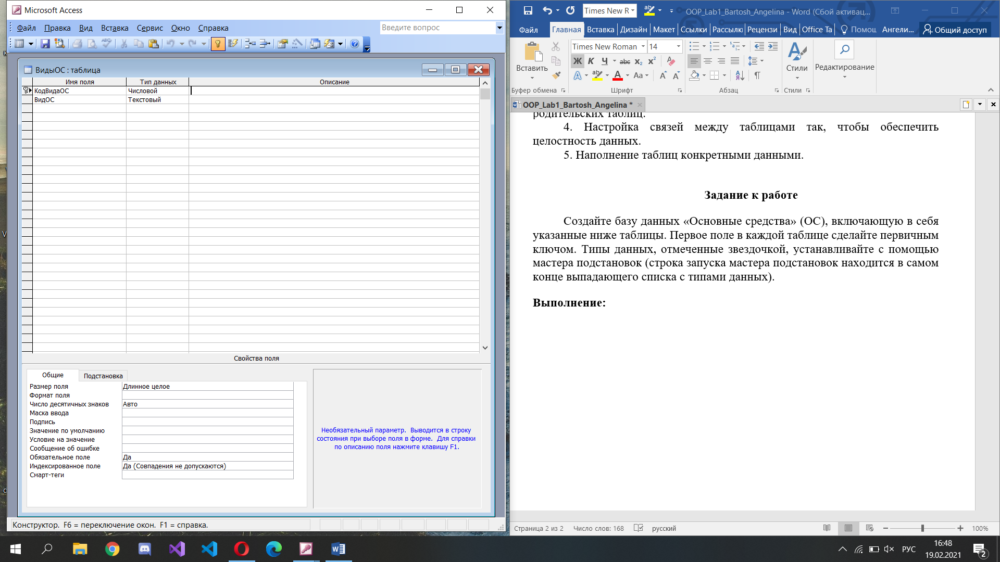 Microsoft Access
Файл Правка Вид Вставка Сервис Окно Справка
Введите вопрос
ВидыОС : таблица
Имя поля Тип данных Описание
КодВидаОС Числовой
ВидОС Текстовый
Свойства поля
Общие Подстановка
Размер поля Длинное целое
Формат поля
Число десятичных знаков Авто
Маска ввода
Подпись
Значение по умолчанию
Условие на значение
Сообщение об ошибке
Обязательное поле Да
Индексированное поле Да (Совпадения не допускаются)
Смарт-теги
Необязательный параметр. Выводится в строку
состояния при выборе поля в форме. Для справки
по описанию поля нажмите клавишу F1.
Конструктор. F6 = переключение окон. F1 = справка.
Times New R
OOP_Lab1_Bartosh_Angelina - Word (Сбой активац...
Файл Главная Вставка Дизайн Макет Ссылки Рассылки Рецензи Вид Office Ta Помощ Ангели... Общий доступ
Вставить
Times New Roman 14
Ж К Ч abc x₂ x²
A A Aa A A
Стили
Редактирование
Буфер обмена Шрифт Абзац Стили
OOP_Lab1_Bartosh_Angelina *
родительских таблиц.
4. Настройка связей между таблицами так, чтобы обеспечить
целостность данных.
5. Наполнение таблиц конкретными данными.
Задание к работе
Создайте базу данных «Основные средства» (ОС), включающую в себя
указанные ниже таблицы. Первое поле в каждой таблице сделайте первичным
ключом. Типы данных, отмеченные звездочкой, устанавливайте с помощью
мастера подстановок (строка запуска мастера подстановок находится в самом
конце выпадающего списка с типами данных).
Выполнение:
Страница 2 из 2 Число слов: 168 русский 100%
РУС
16:48
19.02.2021
2